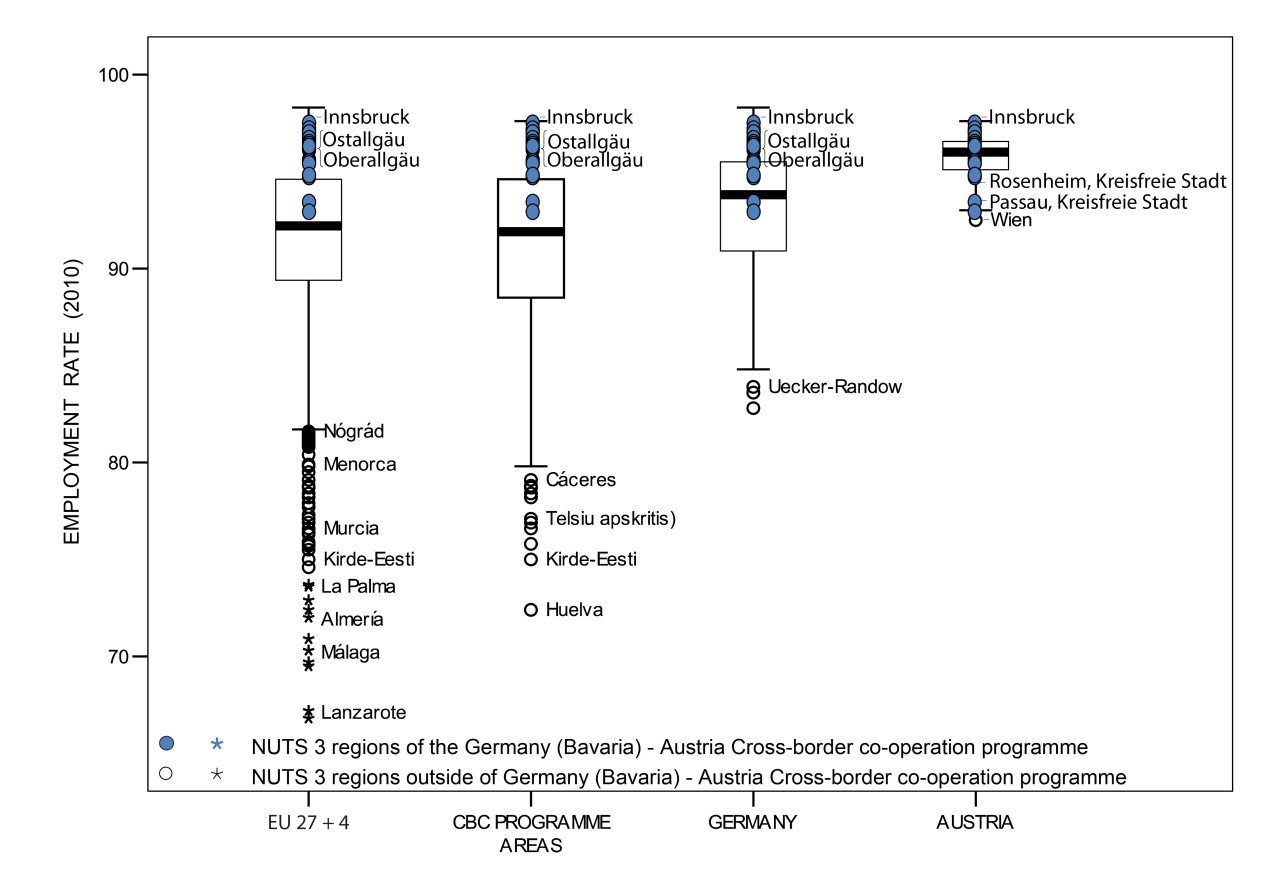 100
90
80
70
EMPLOYMENT RATE (2010)
Innsbruck
Ostallgäu
Oberallgäu
Nógrád
Menorca
Murcia
Kirde-Eesti
La Palma
Almería
Málaga
Lanzarote
Innsbruck
Ostallgäu
Oberallgäu
Cáceres
Telsiu apskritis)
Kirde-Eesti
Huelva
Innsbruck
Ostallgäu
Oberallgäu
Uecker-Randow
Innsbruck
Rosenheim, Kreisfreie Stadt
Passau, Kreisfreie Stadt
Wien
NUTS 3 regions of the Germany (Bavaria) - Austria Cross-border co-operation programme
NUTS 3 regions outside of Germany (Bavaria) - Austria Cross-border co-operation programme
EU 27 + 4
CBC PROGRAMME
AREAS
GERMANY
AUSTRIA